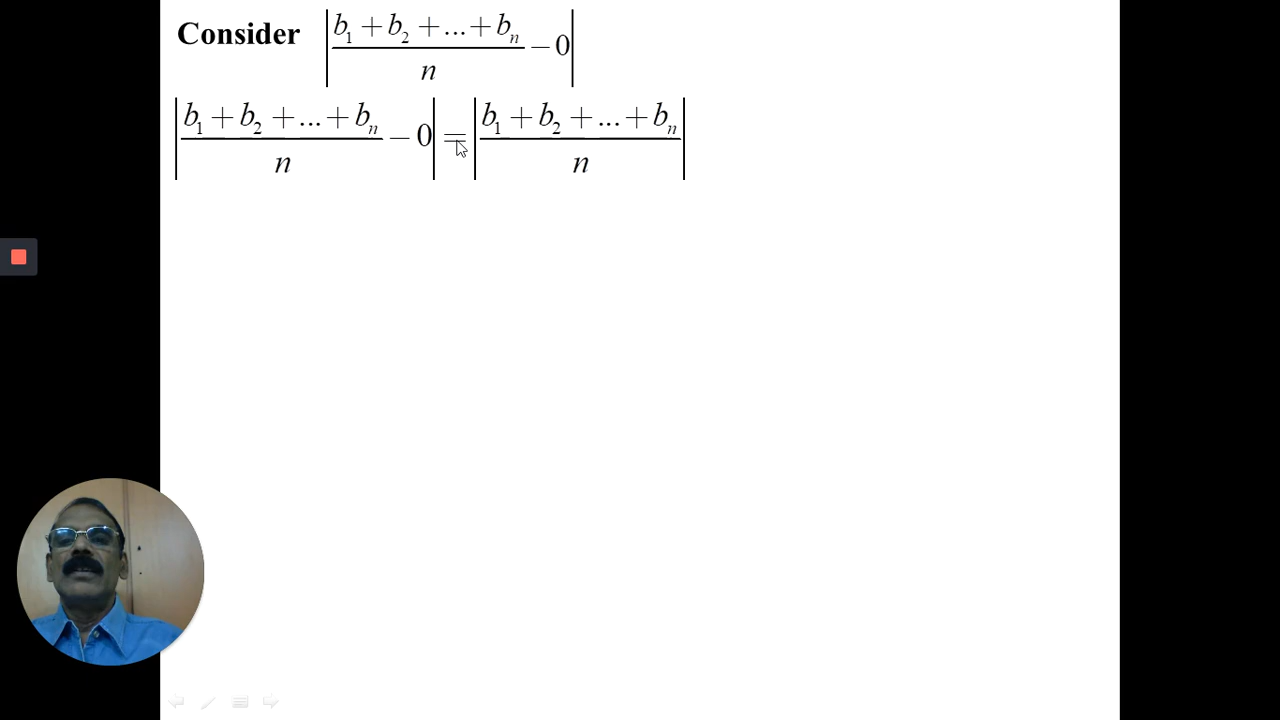 Consider |(b₁ + b₂ + ... + bₙ)/n − 0|
|(b₁ + b₂ + ... + bₙ)/n − 0| = |(b₁ + b₂ + ... + bₙ)/n|